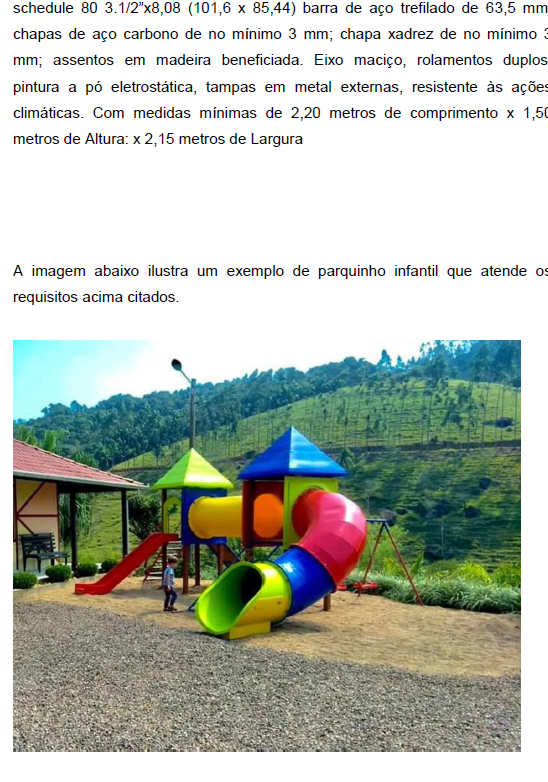 schedule 80 3.1/2”x8,08 (101,6 x 85,44) barra de aço trefilado de 63,5 mm
chapas de aço carbono de no mínimo 3 mm; chapa xadrez de no mínimo 3
mm; assentos em madeira beneficiada. Eixo maciço, rolamentos duplos
pintura a pó eletrostática, tampas em metal externas, resistente às ações
climáticas. Com medidas mínimas de 2,20 metros de comprimento x 1,50
metros de Altura: x 2,15 metros de Largura
A imagem abaixo ilustra um exemplo de parquinho infantil que atende os
requisitos acima citados.